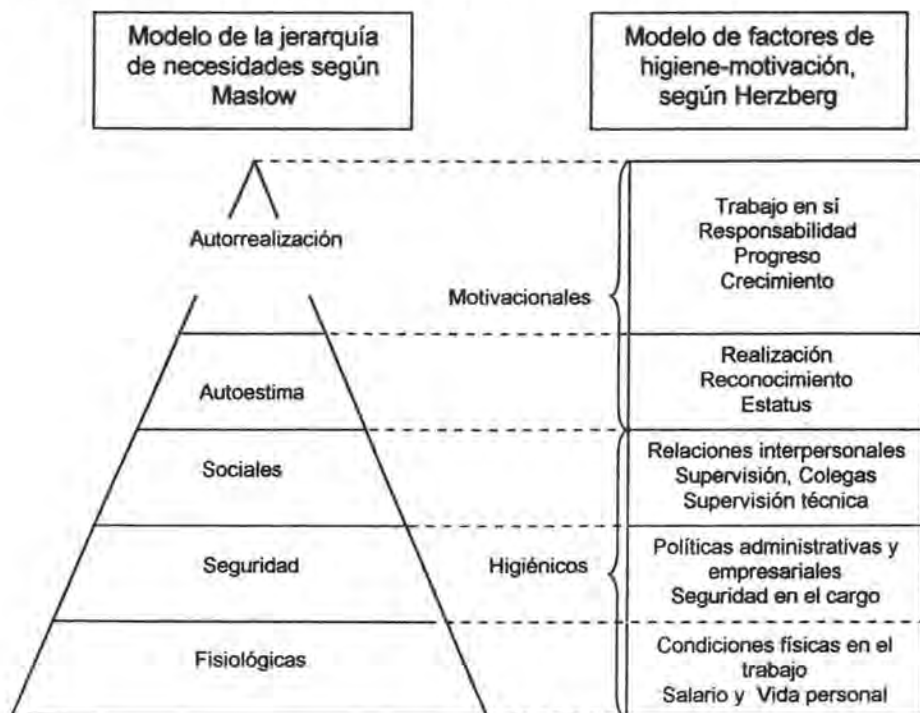 Modelo de la jerarquía
de necesidades según
Maslow
Modelo de factores de
higiene-motivación,
según Herzberg
Autorrealización
Autoestima
Sociales
Seguridad
Fisiológicas
Motivacionales
Higiénicos
Trabajo en sí
Responsabilidad
Progreso
Crecimiento
Realización
Reconocimiento
Estatus
Relaciones interpersonales
Supervisión, Colegas
Supervisión técnica
Políticas administrativas y
empresariales
Seguridad en el cargo
Condiciones físicas en el
trabajo
Salario y Vida personal